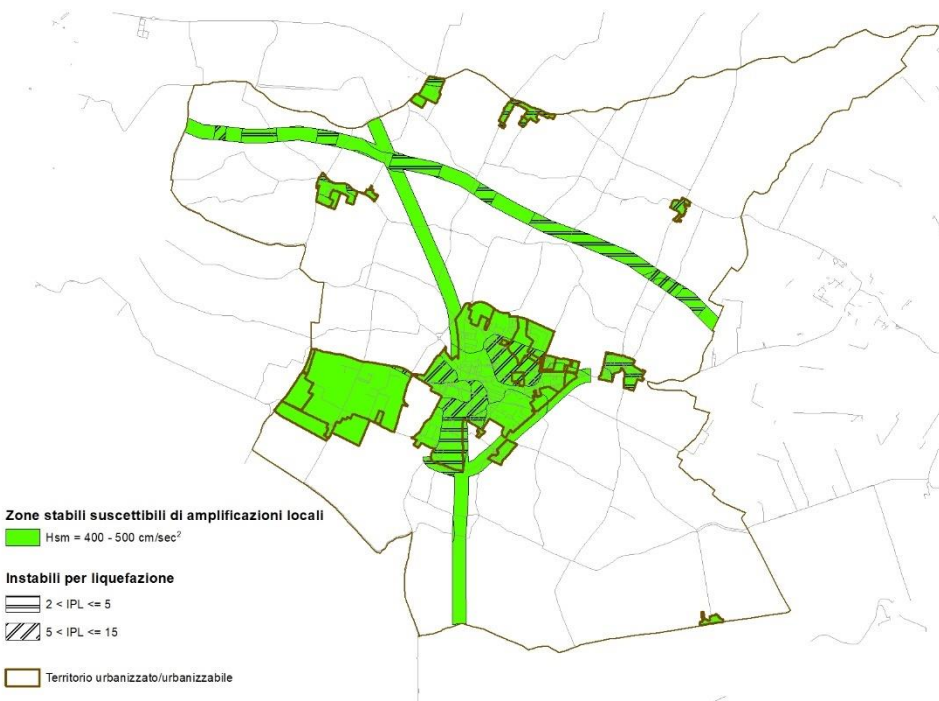 Zone stabili suscettibili di amplificazioni locali
Hsm = 400 - 500 cm/sec²
Instabili per liquefazione
2 < IPL <= 5
5 < IPL <= 15
Territorio urbanizzato/urbanizzabile